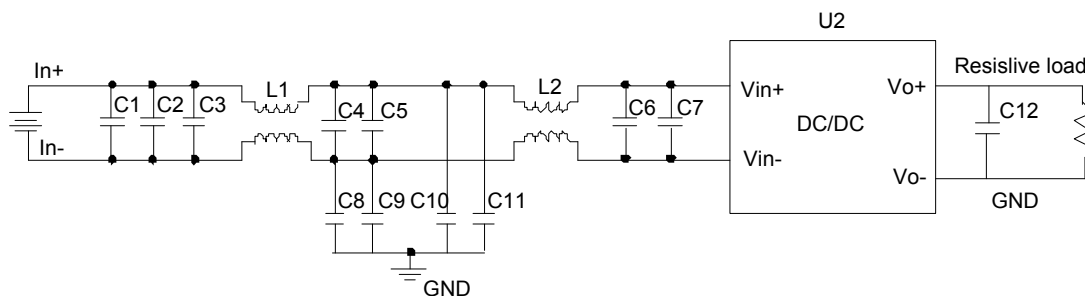 U2
In+
L1
L2
Resislive load
C1
C2
C3
C4
C5
C6
C7
Vin+
Vo+
C12
DC/DC
In-
Vin-
Vo-
C8
C9
C10
C11
GND
GND